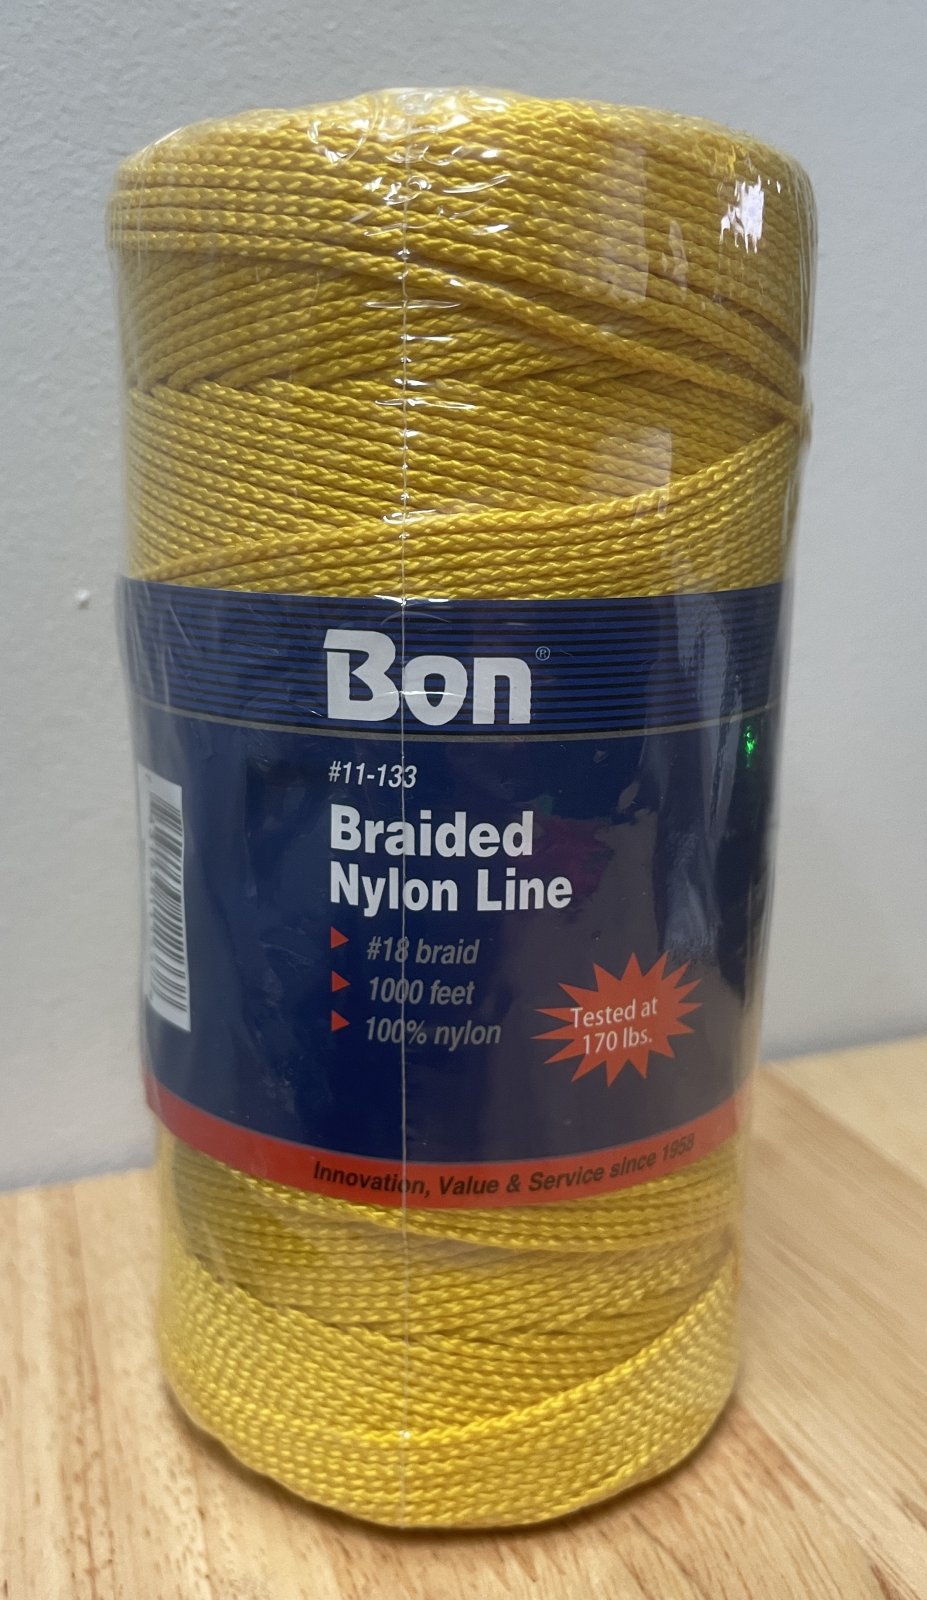 Bon®
#11-133
Braided
Nylon Line
#18 braid
1000 feet
100% nylon
Tested at
170 lbs.
Innovation, Value & Service since 1958